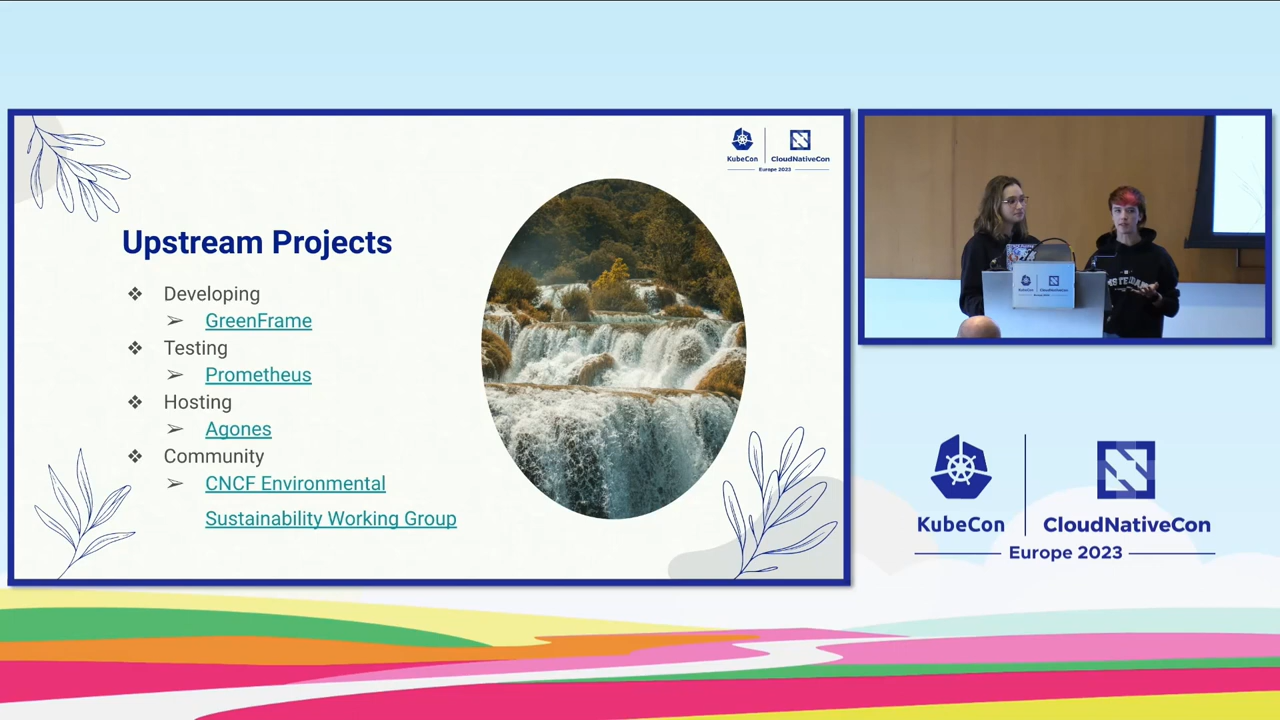 KubeCon
CloudNativeCon
Europe 2023
Upstream Projects
Developing
GreenFrame
Testing
Prometheus
Hosting
Agones
Community
CNCF Environmental
Sustainability Working Group
KubeCon
CloudNativeCon
Europe 2023